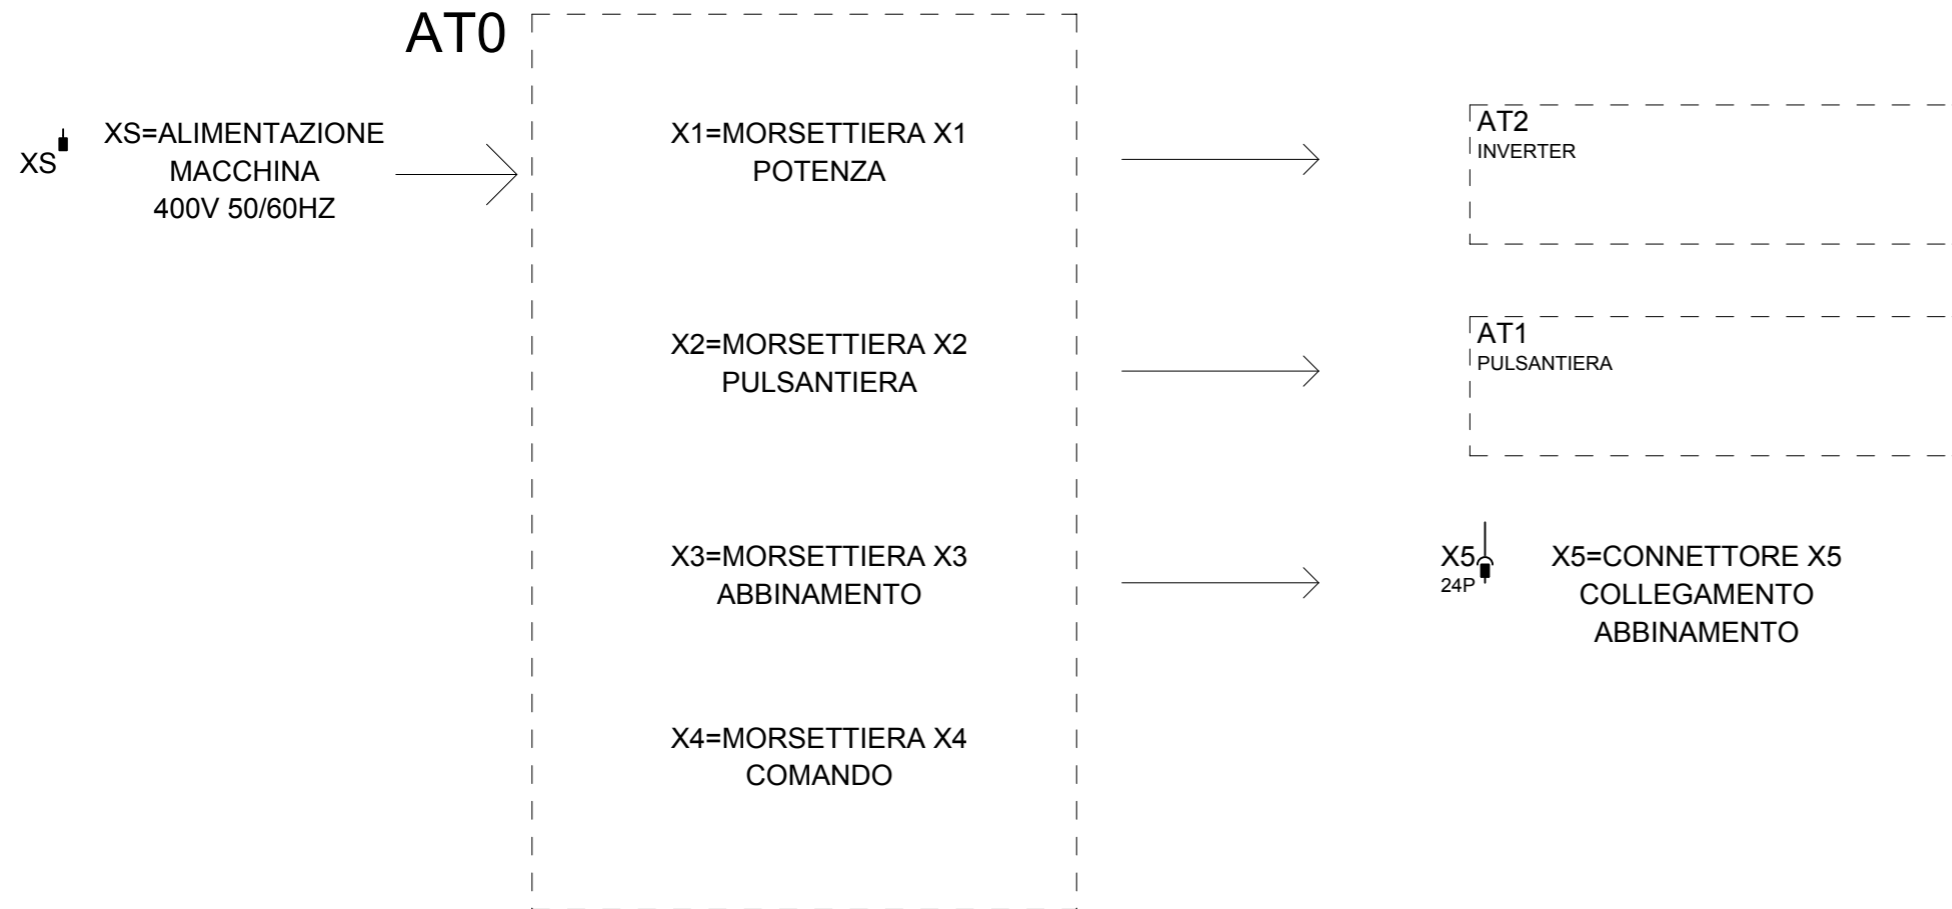 AT0
XS
XS=ALIMENTAZIONE
MACCHINA
400V 50/60HZ
X1=MORSETTIERA X1
POTENZA
AT2
INVERTER
X2=MORSETTIERA X2
PULSANTIERA
AT1
PULSANTIERA
X3=MORSETTIERA X3
ABBINAMENTO
X5
24P
X5=CONNETTORE X5
COLLEGAMENTO
ABBINAMENTO
X4=MORSETTIERA X4
COMANDO